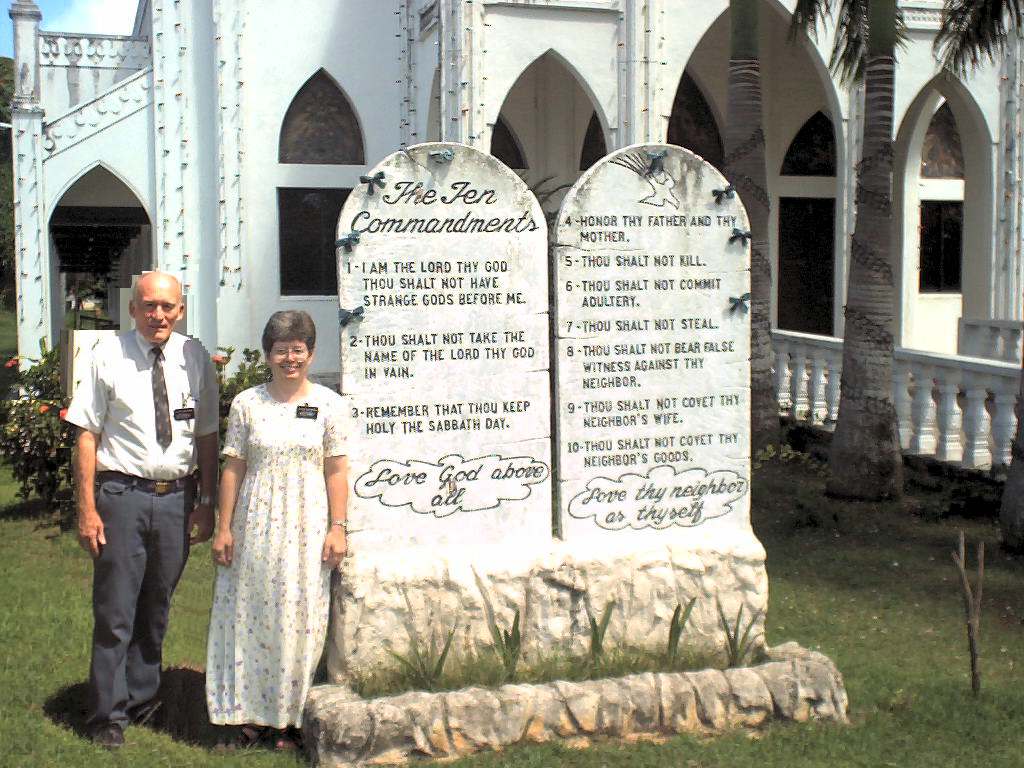 The Ten
Commandments
1-I AM THE LORD THY GOD
THOU SHALT NOT HAVE
STRANGE GODS BEFORE ME.
2-THOU SHALT NOT TAKE THE
NAME OF THE LORD THY GOD
IN VAIN.
3-REMEMBER THAT THOU KEEP
HOLY THE SABBATH DAY.
Love God above
all
4-HONOR THY FATHER AND THY
MOTHER.
5-THOU SHALT NOT KILL.
6-THOU SHALT NOT COMMIT
ADULTERY.
7-THOU SHALT NOT STEAL.
8-THOU SHALT NOT BEAR FALSE
WITNESS AGAINST THY
NEIGHBOR.
9-THOU SHALT NOT COVET THY
NEIGHBOR'S WIFE.
10-THOU SHALT NOT COVET THY
NEIGHBOR'S GOODS.
Love thy neighbor
as thyself